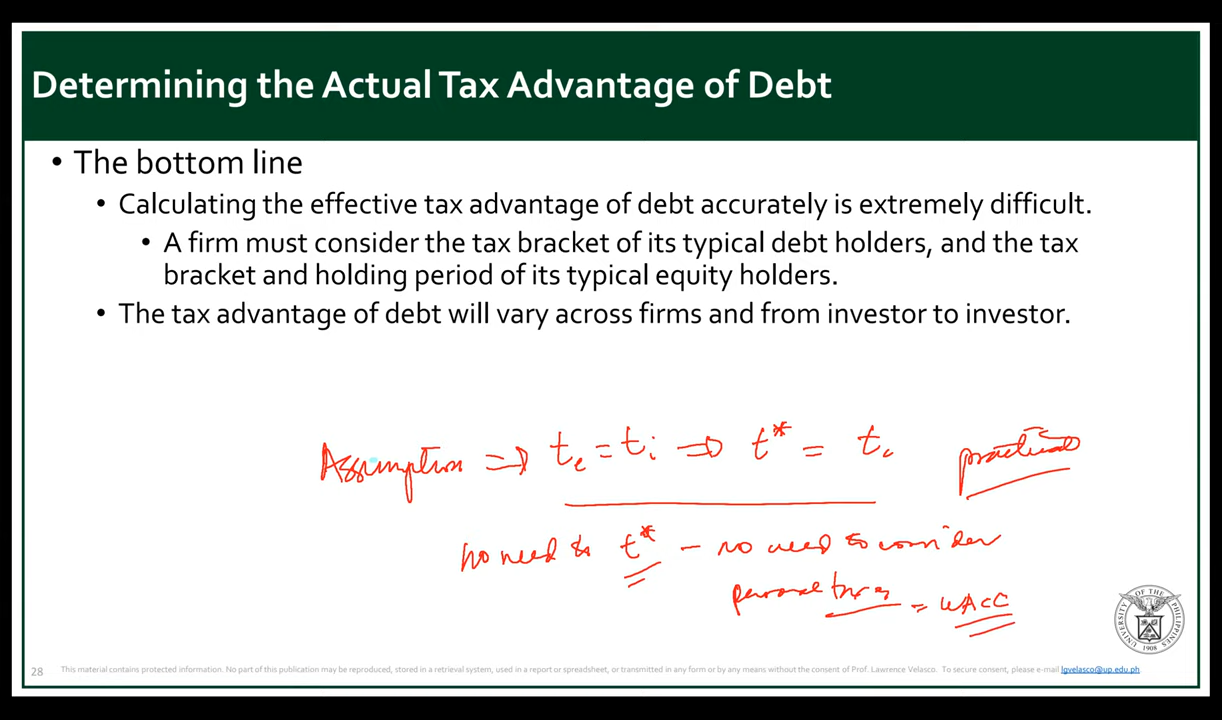 Determining the Actual Tax Advantage of Debt
• The bottom line
• Calculating the effective tax advantage of debt accurately is extremely difficult.
• A firm must consider the tax bracket of its typical debt holders, and the tax
bracket and holding period of its typical equity holders.
• The tax advantage of debt will vary across firms and from investor to investor.
Assumption ⇒ te = ti ⇒ t* = tc practical
no need to t* – no need to consider
personal taxes = WACC
UNIVERSITY OF THE PHILIPPINES
1908
28 This material contains protected information. No part of this publication may be reproduced, stored in a retrieval system, used in a report or spreadsheet, or transmitted in any form or by any means without the consent of Prof. Lawrence Velasco. To secure consent, please e-mail lgvelasco@up.edu.ph